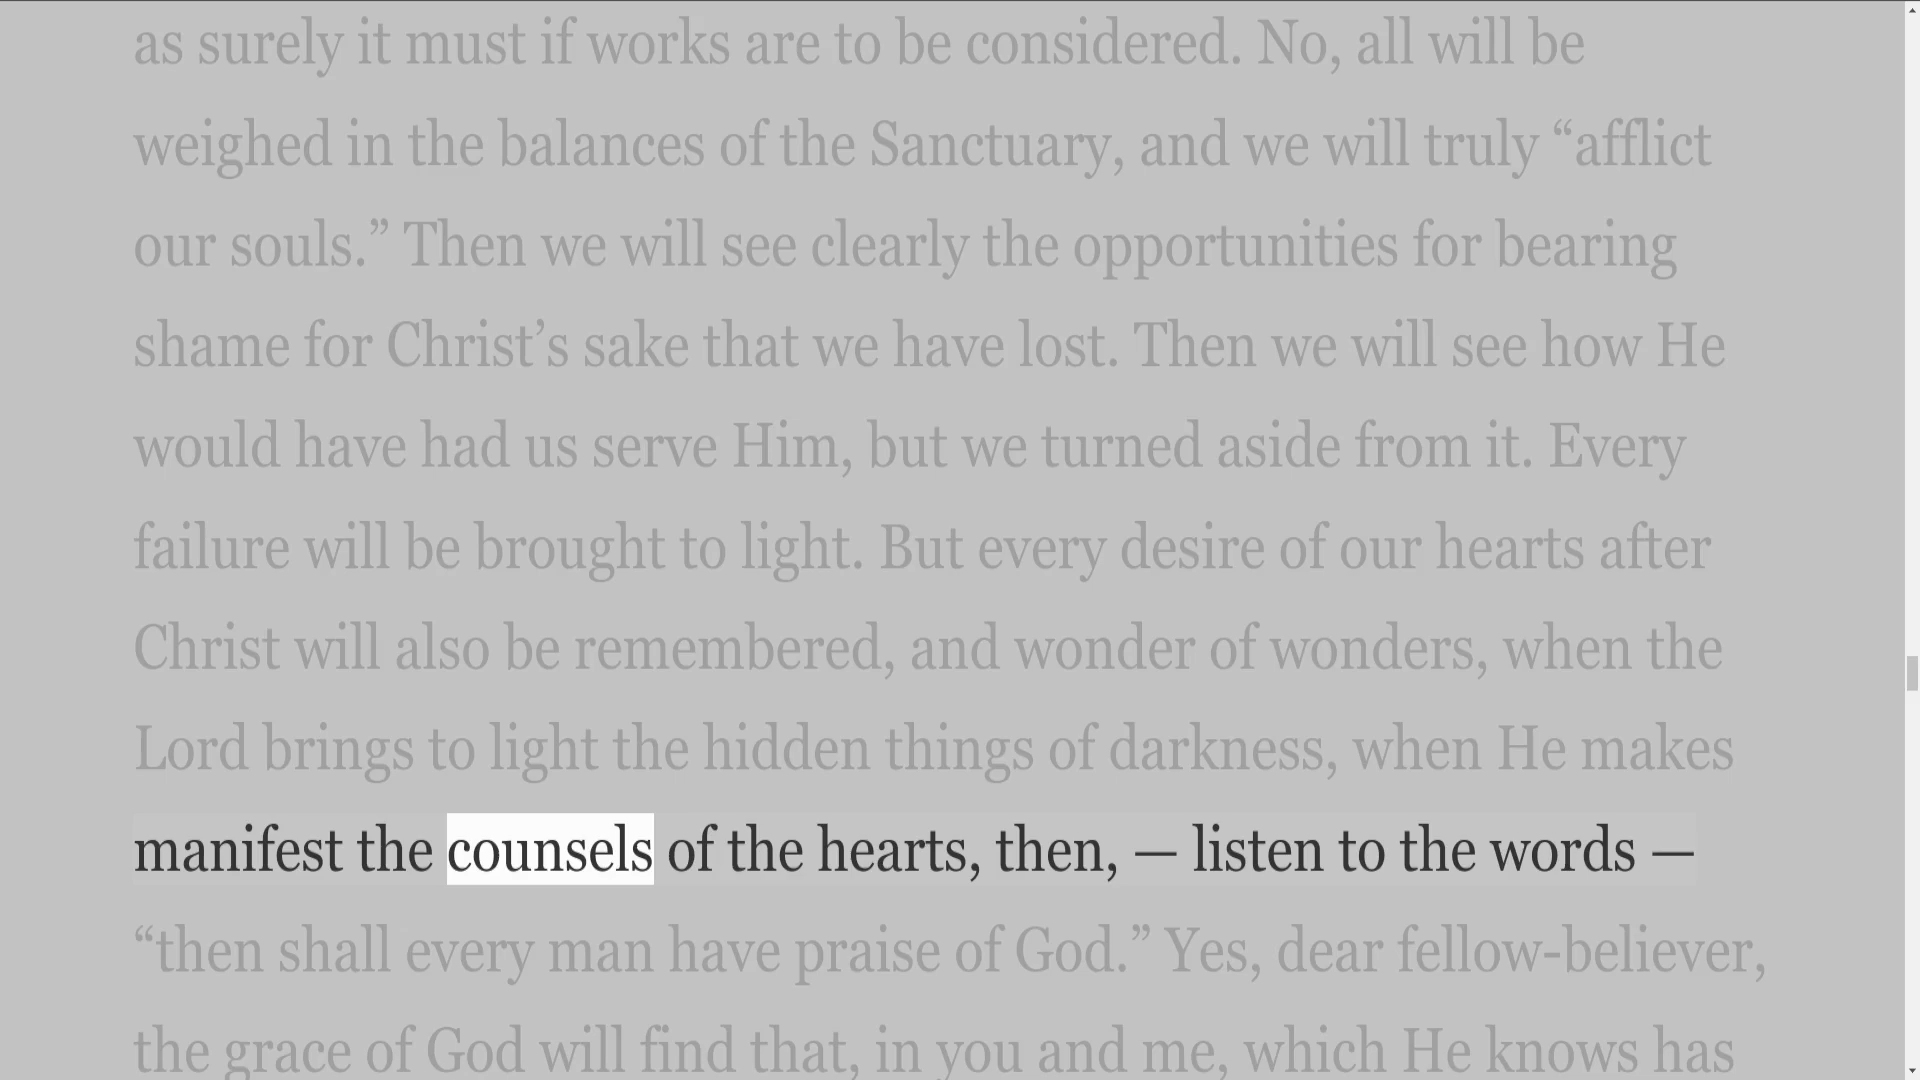 as surely it must if works are to be considered. No, all will be
weighed in the balances of the Sanctuary, and we will truly “afflict
our souls.” Then we will see clearly the opportunities for bearing
shame for Christ’s sake that we have lost. Then we will see how He
would have had us serve Him, but we turned aside from it. Every
failure will be brought to light. But every desire of our hearts after
Christ will also be remembered, and wonder of wonders, when the
Lord brings to light the hidden things of darkness, when He makes
manifest the counsels of the hearts, then, — listen to the words —
“then shall every man have praise of God.” Yes, dear fellow-believer,
the grace of God will find that, in you and me, which He knows has